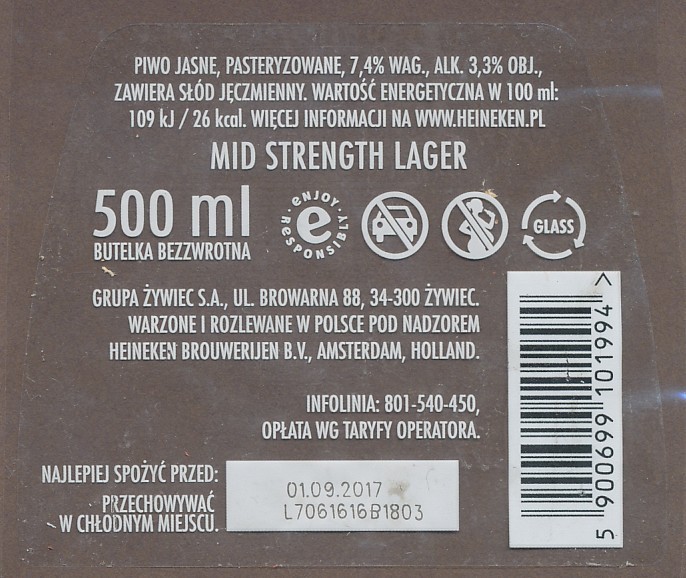 PIWO JASNE, PASTERYZOWANE, 7,4% WAG., ALK. 3,3% OBJ.,
ZAWIERA SŁÓD JĘCZMIENNY. WARTOŚĆ ENERGETYCZNA W 100 ml:
109 kJ / 26 kcal. WIĘCEJ INFORMACJI NA WWW.HEINEKEN.PL
MID STRENGTH LAGER
500 ml
BUTELKA BEZZWROTNA
eNJOY · ReSPONSIBLY ·
e
GLASS
GRUPA ŻYWIEC S.A., UL. BROWARNA 88, 34-300 ŻYWIEC.
WARZONE I ROZLEWANE W POLSCE POD NADZOREM
HEINEKEN BROUWERIJEN B.V., AMSTERDAM, HOLLAND.
INFOLINIA: 801-540-450,
OPŁATA WG TARYFY OPERATORA.
NAJLEPIEJ SPOŻYĆ PRZED:
PRZECHOWYWAĆ
W CHŁODNYM MIEJSCU.
01.09.2017
L7061616B1803
5 900699 101994 >